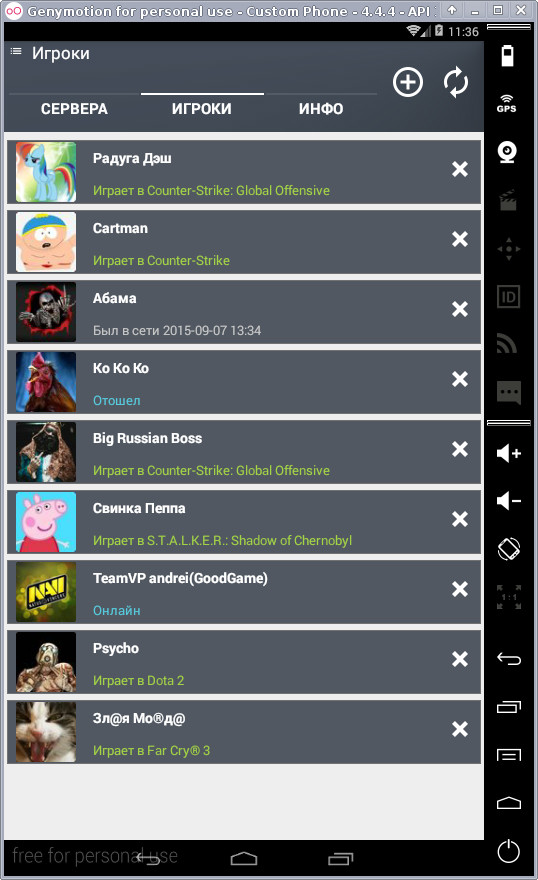 Genymotion for personal use - Custom Phone - 4.4.4 - API
11:36
Игроки
СЕРВЕРА ИГРОКИ ИНФО
Радуга Дэш
Играет в Counter-Strike: Global Offensive
Cartman
Играет в Counter-Strike
Абама
Был в сети 2015-09-07 13:34
Ко Ко Ко
Отошел
Big Russian Boss
Играет в Counter-Strike: Global Offensive
Свинка Пеппа
Играет в S.T.A.L.K.E.R.: Shadow of Chernobyl
NAVI
TeamVP andrei(GoodGame)
Онлайн
Psycho
Играет в Dota 2
Зл@я Мо®д@
Играет в Far Cry® 3
free for personal use
GPS
ID
1:1